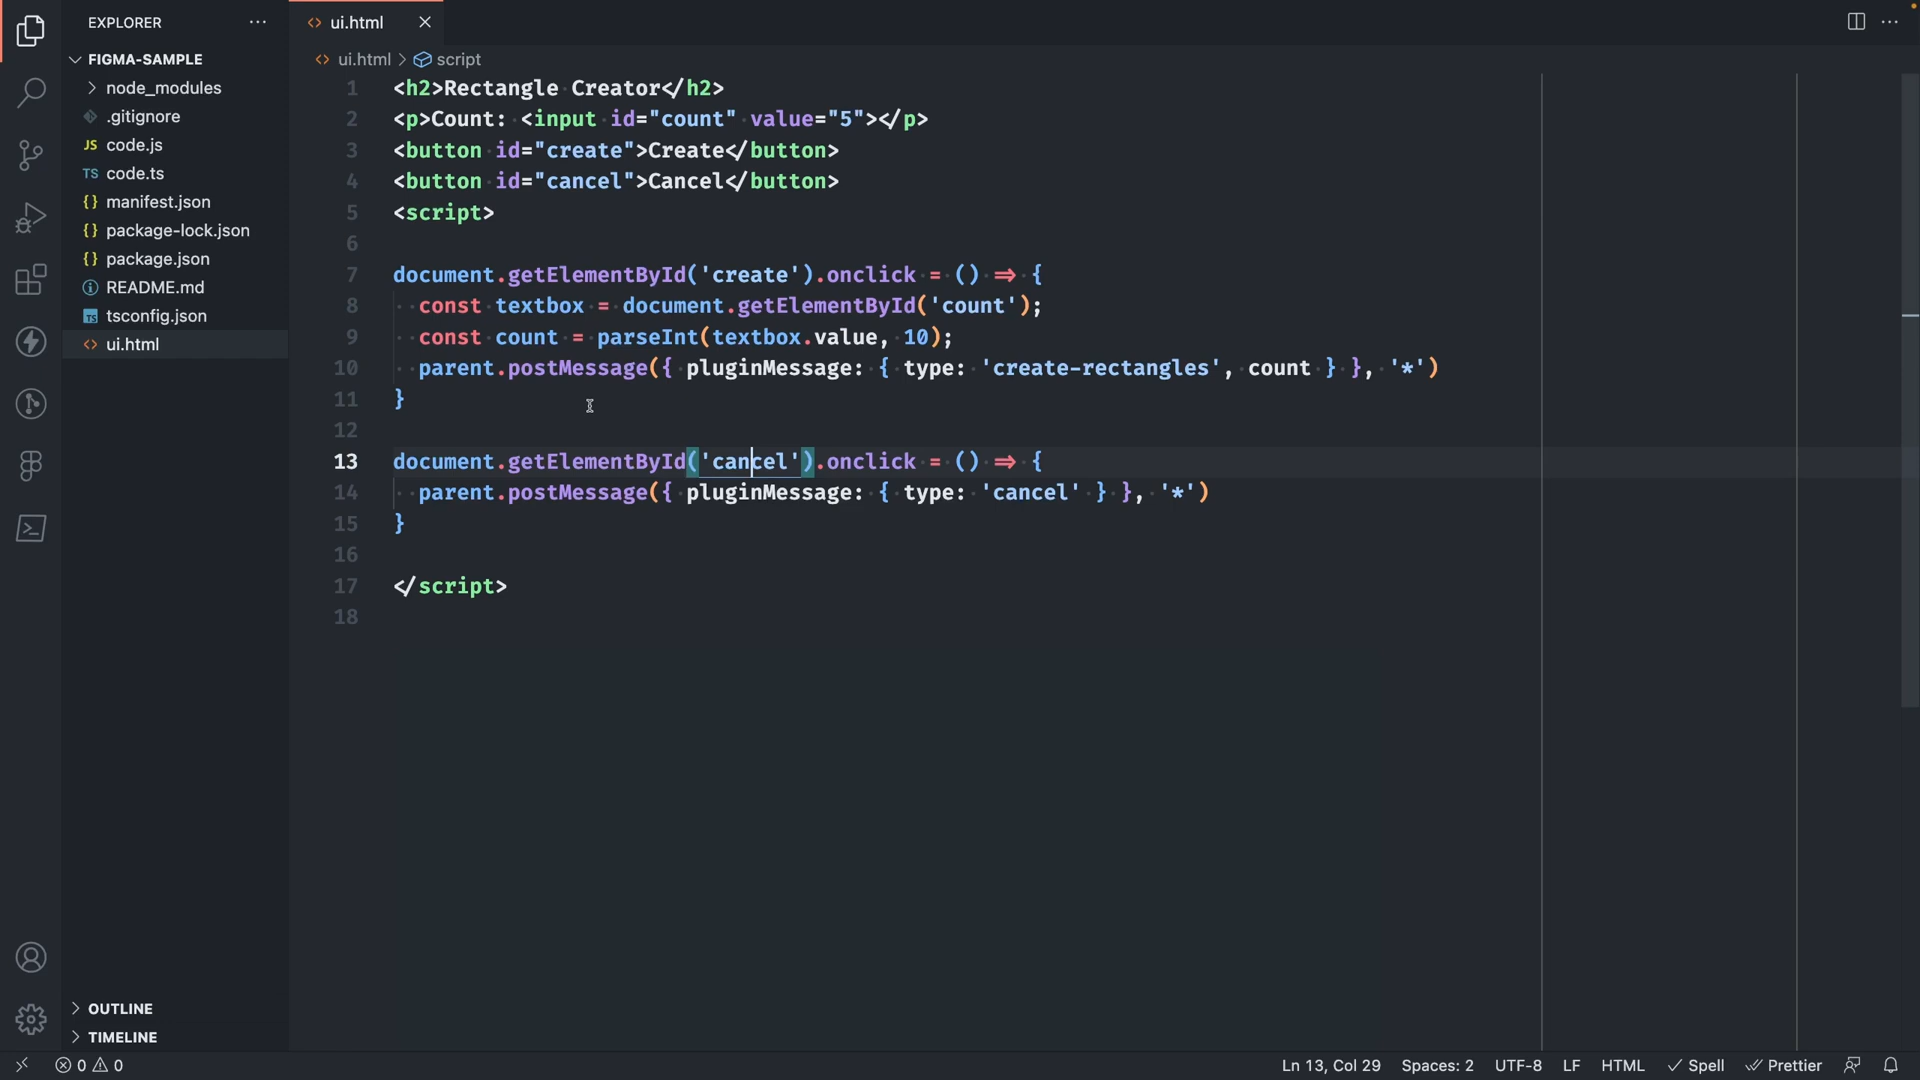 EXPLORER
FIGMA-SAMPLE
node_modules
.gitignore
JS code.js
TS code.ts
{} manifest.json
{} package-lock.json
{} package.json
README.md
TS tsconfig.json
<> ui.html
OUTLINE
TIMELINE
<> ui.html
<> ui.html > script
1 <h2>Rectangle Creator</h2>
2 <p>Count: <input id="count" value="5"></p>
3 <button id="create">Create</button>
4 <button id="cancel">Cancel</button>
5 <script>
6
7 document.getElementById('create').onclick = () => {
8 const textbox = document.getElementById('count');
9 const count = parseInt(textbox.value, 10);
10 parent.postMessage({ pluginMessage: { type: 'create-rectangles', count } }, '*')
11 }
12
13 document.getElementById('cancel').onclick = () => {
14 parent.postMessage({ pluginMessage: { type: 'cancel' } }, '*')
15 }
16
17 </script>
18
0 0 Ln 13, Col 29 Spaces: 2 UTF-8 LF HTML Spell Prettier